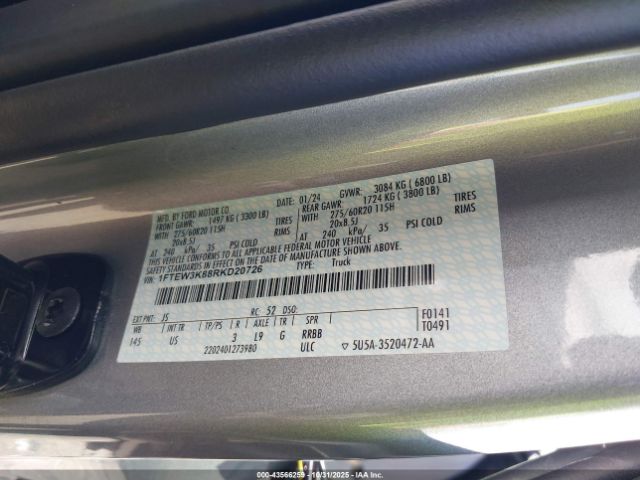 MFD. BY FORD MOTOR CO. DATE: 01/24 GVWR: 3084 KG ( 6800 LB)
FRONT GAWR: 1497 KG ( 3300 LB) REAR GAWR: 1724 KG ( 3800 LB)
WITH 275/60R20 115H TIRES WITH 275/60R20 115H TIRES
20x8.5J RIMS 20x8.5J RIMS
AT 240 kPa/ 35 PSI COLD AT 240 kPa/ 35 PSI COLD
THIS VEHICLE CONFORMS TO ALL APPLICABLE FEDERAL MOTOR VEHICLE
SAFETY STANDARDS IN EFFECT ON THE DATE OF MANUFACTURE SHOWN ABOVE.
VIN: 1FTEW3K88RKD20726 TYPE: Truck
EXT PNT: JS RC: 52 DSO: F0141
WB INT TR TP/PS R AXLE TR SPR T0491
145 US 3 L9 G RRBB
2202401273980 ULC ▽ 5U5A-3520472-AA
000-43566259 - 10/31/2025 - IAA Inc.